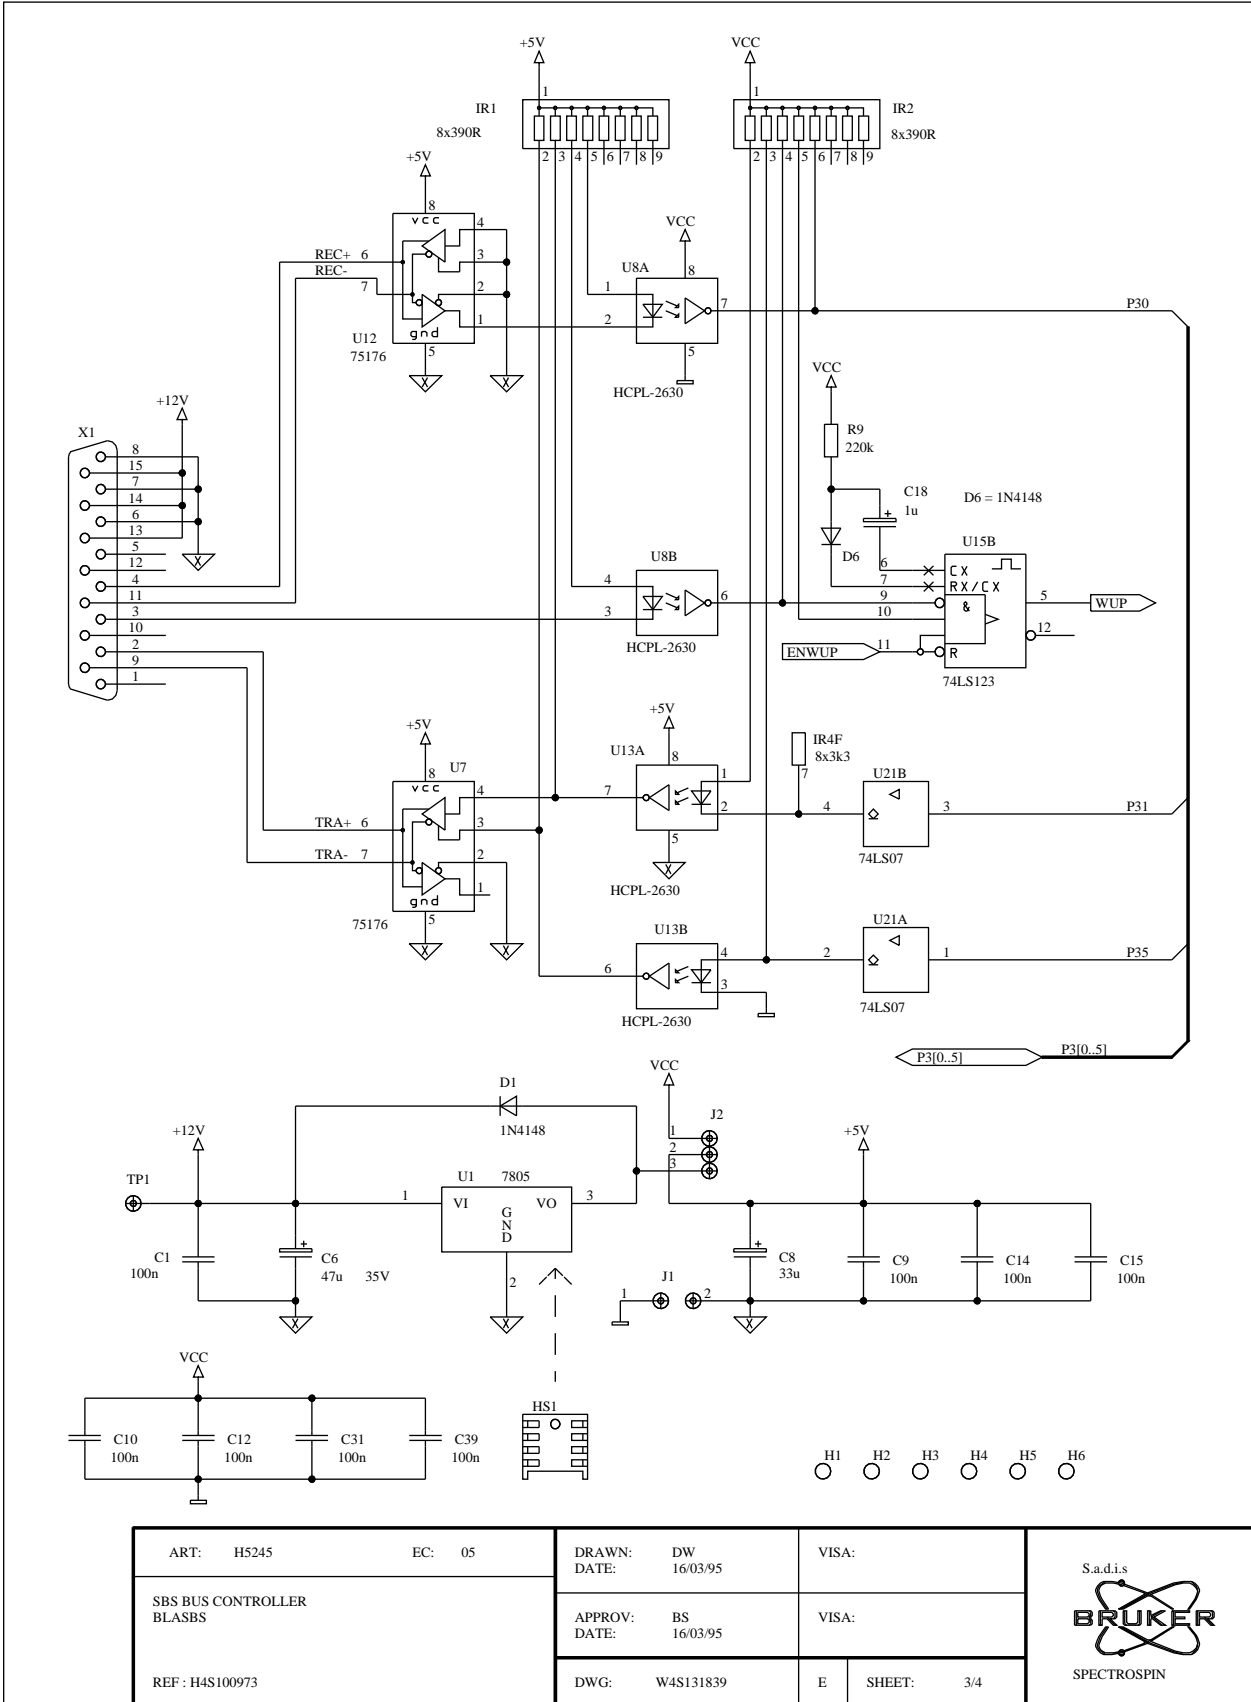 +5V VCC
1 1
IR1 IR2
8x390R 8x390R
2 3 4 5 6 7 8 9 2 3 4 5 6 7 8 9
+5V
8
vcc
4
VCC
REC+ 6
3
U8A
8
REC-
7
2
1
7
P30
1
2
gnd
U12
5
75176
5
X
X
HCPL-2630
VCC
+12V
X1
R9
220k
8
15
7
14
6
13
5
12
4
11
3
10
2
9
1
X
C18
+
1u
D6 = 1N4148
D6
U15B
U8B
6
CX
7
RX/CX
4
6
9
&
5
WUP
3
10
12
ENWUP
11
R
HCPL-2630
74LS123
+5V
+5V
U13A
8
IR4F
8x3k3
7
U7
8
vcc
4
7
1
U21B
2
4
3
P31
TRA+ 6
3
5
74LS07
TRA- 7
2
X
HCPL-2630
1
gnd
75176
5
X
X
U13B
U21A
4
2
1
P35
6
3
74LS07
HCPL-2630
P3[0..5]
P3[0..5]
VCC
D1
1N4148
J2
1
2
3
+12V
+5V
TP1
U1 7805
1
VI
VO
3
GND
2
C1
100n
+
C6
47u 35V
X
X
+
C8
33u
C9
100n
C14
100n
C15
100n
J1
1
2
X
VCC
HS1
C10
100n
C12
100n
C31
100n
C39
100n
H1 H2 H3 H4 H5 H6
ART: H5245 EC: 05
SBS BUS CONTROLLER
BLASBS
REF : H4S100973
DRAWN: DW
DATE: 16/03/95
VISA:
APPROV: BS
DATE: 16/03/95
VISA:
DWG: W4S131839
E
SHEET: 3/4
S.a.d.i.s
BRUKER
SPECTROSPIN